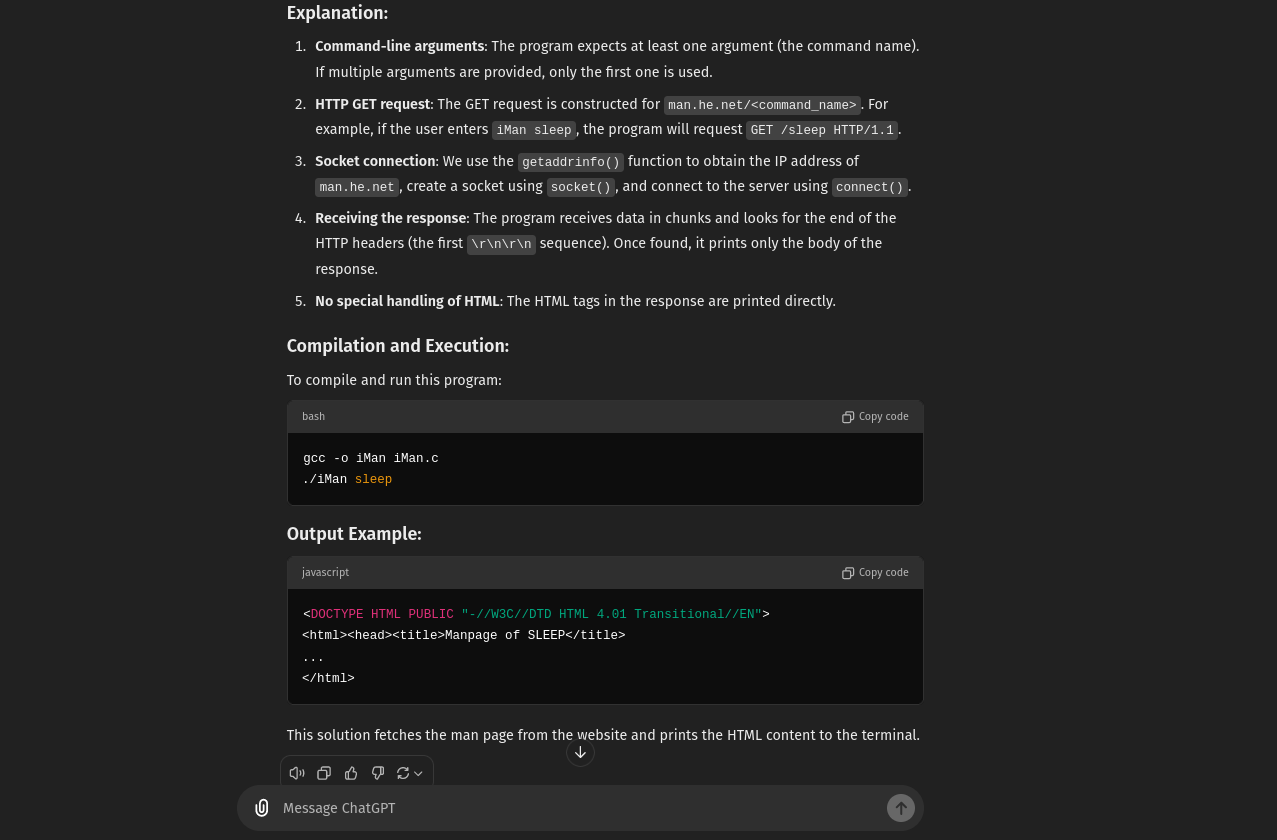 Explanation:
1. Command-line arguments: The program expects at least one argument (the command name).
If multiple arguments are provided, only the first one is used.
2. HTTP GET request: The GET request is constructed for man.he.net/<command_name>. For
example, if the user enters iMan sleep, the program will request GET /sleep HTTP/1.1.
3. Socket connection: We use the getaddrinfo() function to obtain the IP address of
man.he.net, create a socket using socket(), and connect to the server using connect().
4. Receiving the response: The program receives data in chunks and looks for the end of the
HTTP headers (the first \r\n\r\n sequence). Once found, it prints only the body of the
response.
5. No special handling of HTML: The HTML tags in the response are printed directly.
Compilation and Execution:
To compile and run this program:
bash Copy code
gcc -o iMan iMan.c
./iMan sleep
Output Example:
javascript Copy code
<DOCTYPE HTML PUBLIC "-//W3C//DTD HTML 4.01 Transitional//EN">
<html><head><title>Manpage of SLEEP</title>
...
</html>
This solution fetches the man page from the website and prints the HTML content to the terminal.
Message ChatGPT